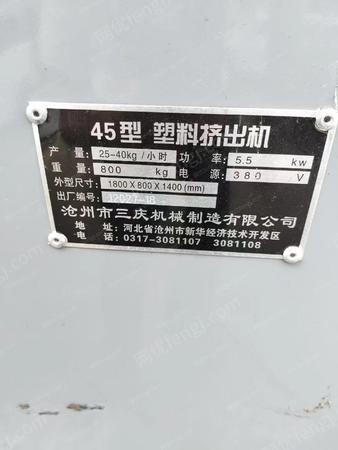 45型 塑料挤出机
产量: 25-40kg/小时 功率: 5.5 kw
重量: 800 kg 电源: 380 V
外型尺寸: 1800X800X1400(mm)
出厂编号:
沧州市三庆机械制造有限公司
地址: 河北省沧州市新华经济技术开发区
电话: 0317-3081107 3081108